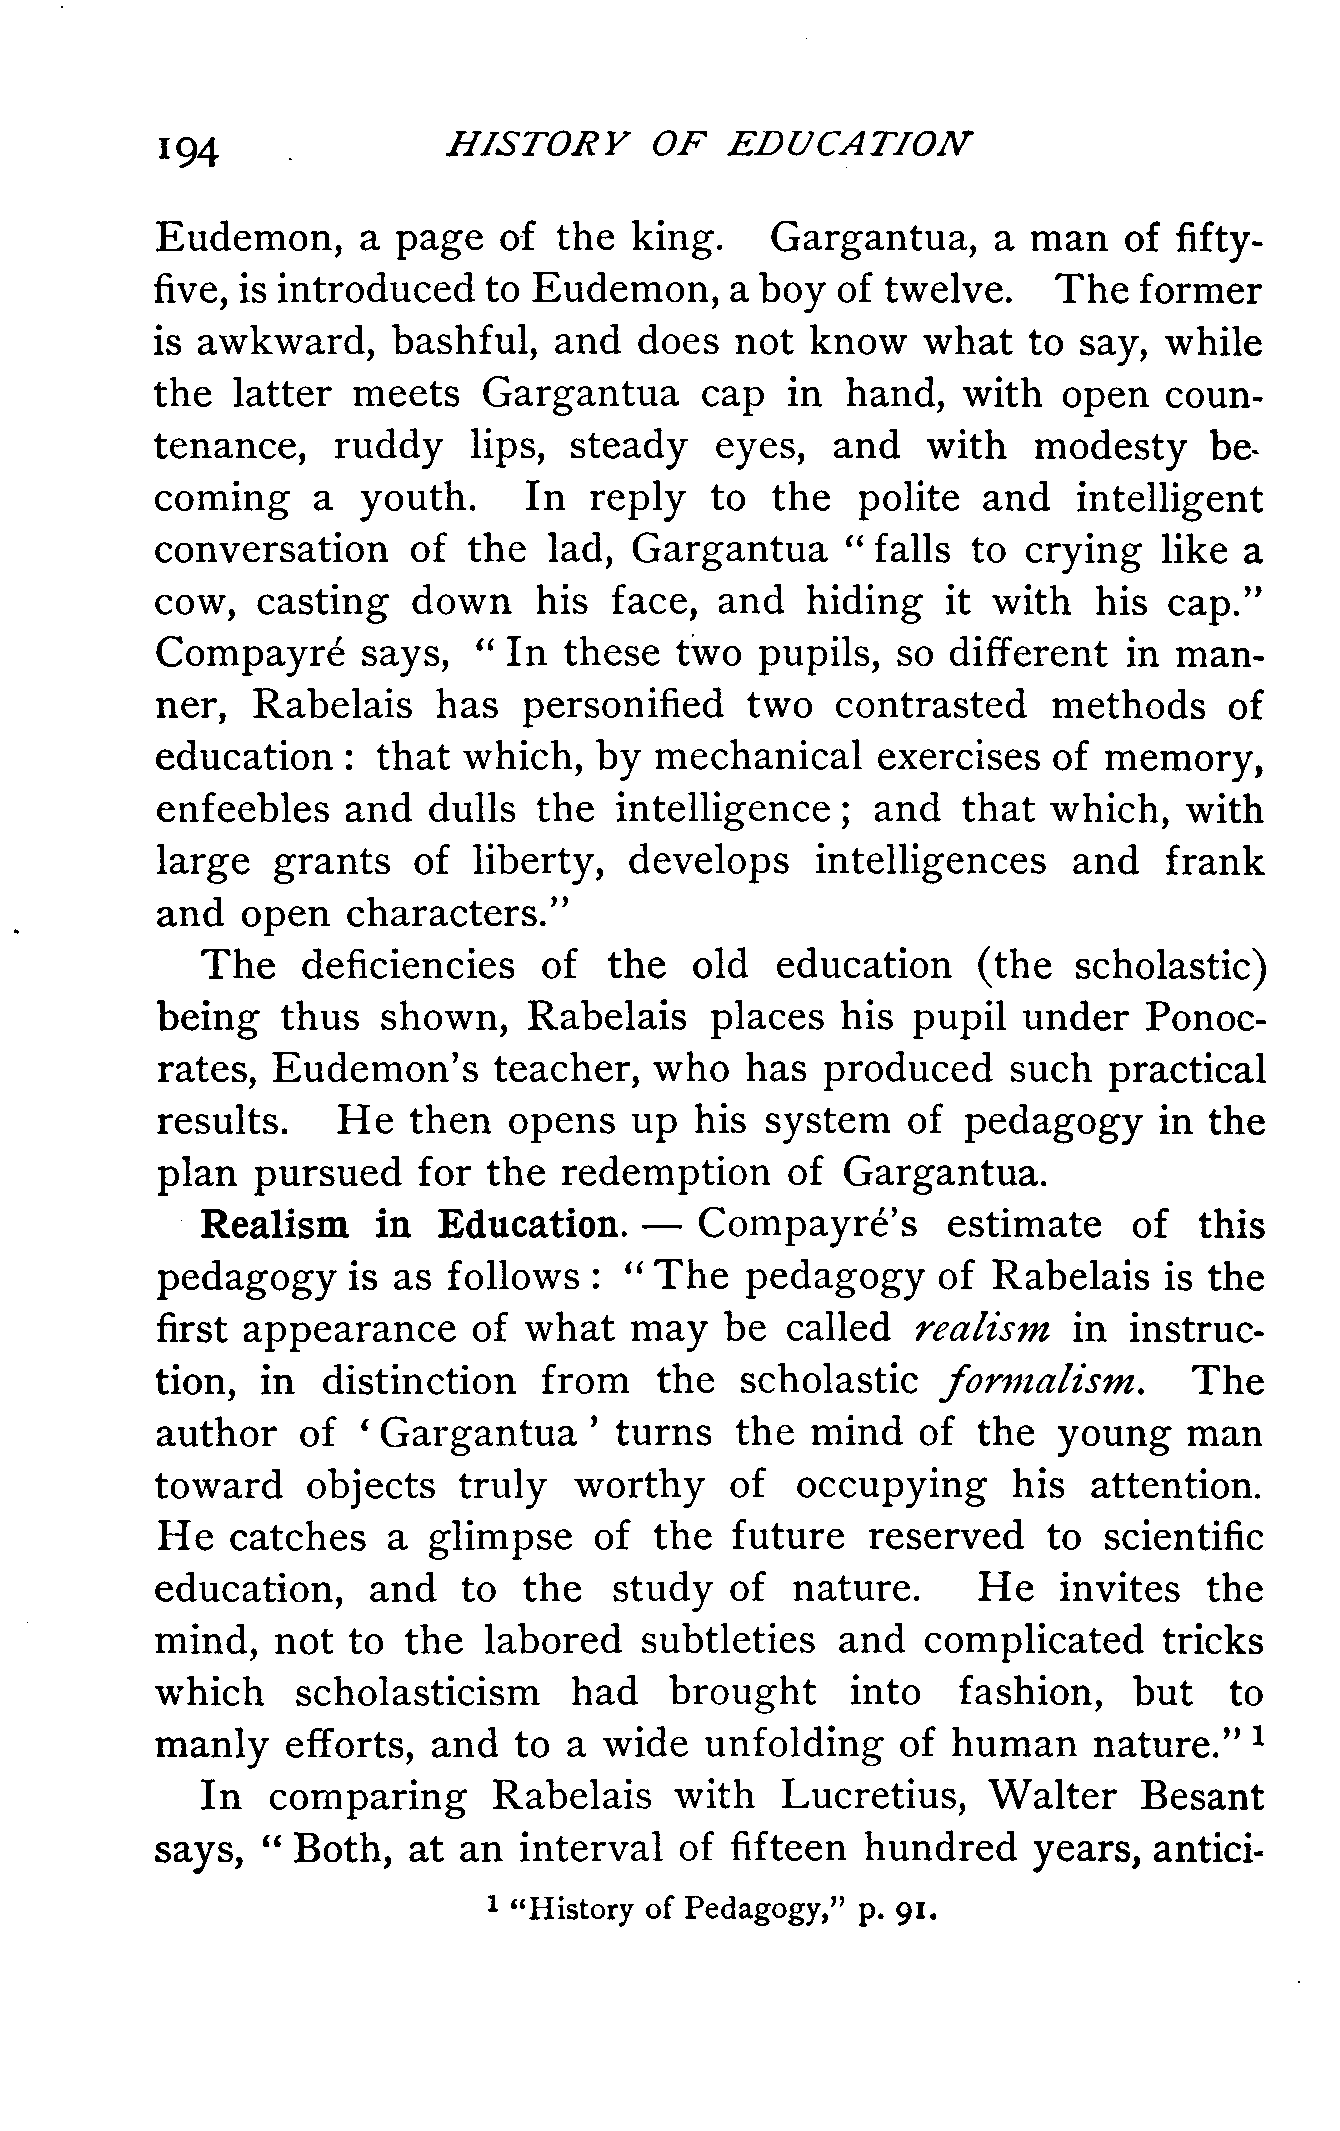 194 HISTORY OF EDUCATION
Eudemon, a page of the king. Gargantua, a man of fifty-
five, is introduced to Eudemon, a boy of twelve. The former
is awkward, bashful, and does not know what to say, while
the latter meets Gargantua cap in hand, with open coun-
tenance, ruddy lips, steady eyes, and with modesty be-
coming a youth. In reply to the polite and intelligent
conversation of the lad, Gargantua “ falls to crying like a
cow, casting down his face, and hiding it with his cap.”
Compayré says, “ In these two pupils, so different in man-
ner, Rabelais has personified two contrasted methods of
education : that which, by mechanical exercises of memory,
enfeebles and dulls the intelligence ; and that which, with
large grants of liberty, develops intelligences and frank
and open characters.”
The deficiencies of the old education (the scholastic)
being thus shown, Rabelais places his pupil under Ponoc-
rates, Eudemon’s teacher, who has produced such practical
results. He then opens up his system of pedagogy in the
plan pursued for the redemption of Gargantua.
Realism in Education. — Compayré’s estimate of this
pedagogy is as follows : “ The pedagogy of Rabelais is the
first appearance of what may be called realism in instruc-
tion, in distinction from the scholastic formalism. The
author of ‘ Gargantua ’ turns the mind of the young man
toward objects truly worthy of occupying his attention.
He catches a glimpse of the future reserved to scientific
education, and to the study of nature. He invites the
mind, not to the labored subtleties and complicated tricks
which scholasticism had brought into fashion, but to
manly efforts, and to a wide unfolding of human nature.” ¹
In comparing Rabelais with Lucretius, Walter Besant
says, “ Both, at an interval of fifteen hundred years, antici-
¹ “History of Pedagogy,” p. 91.